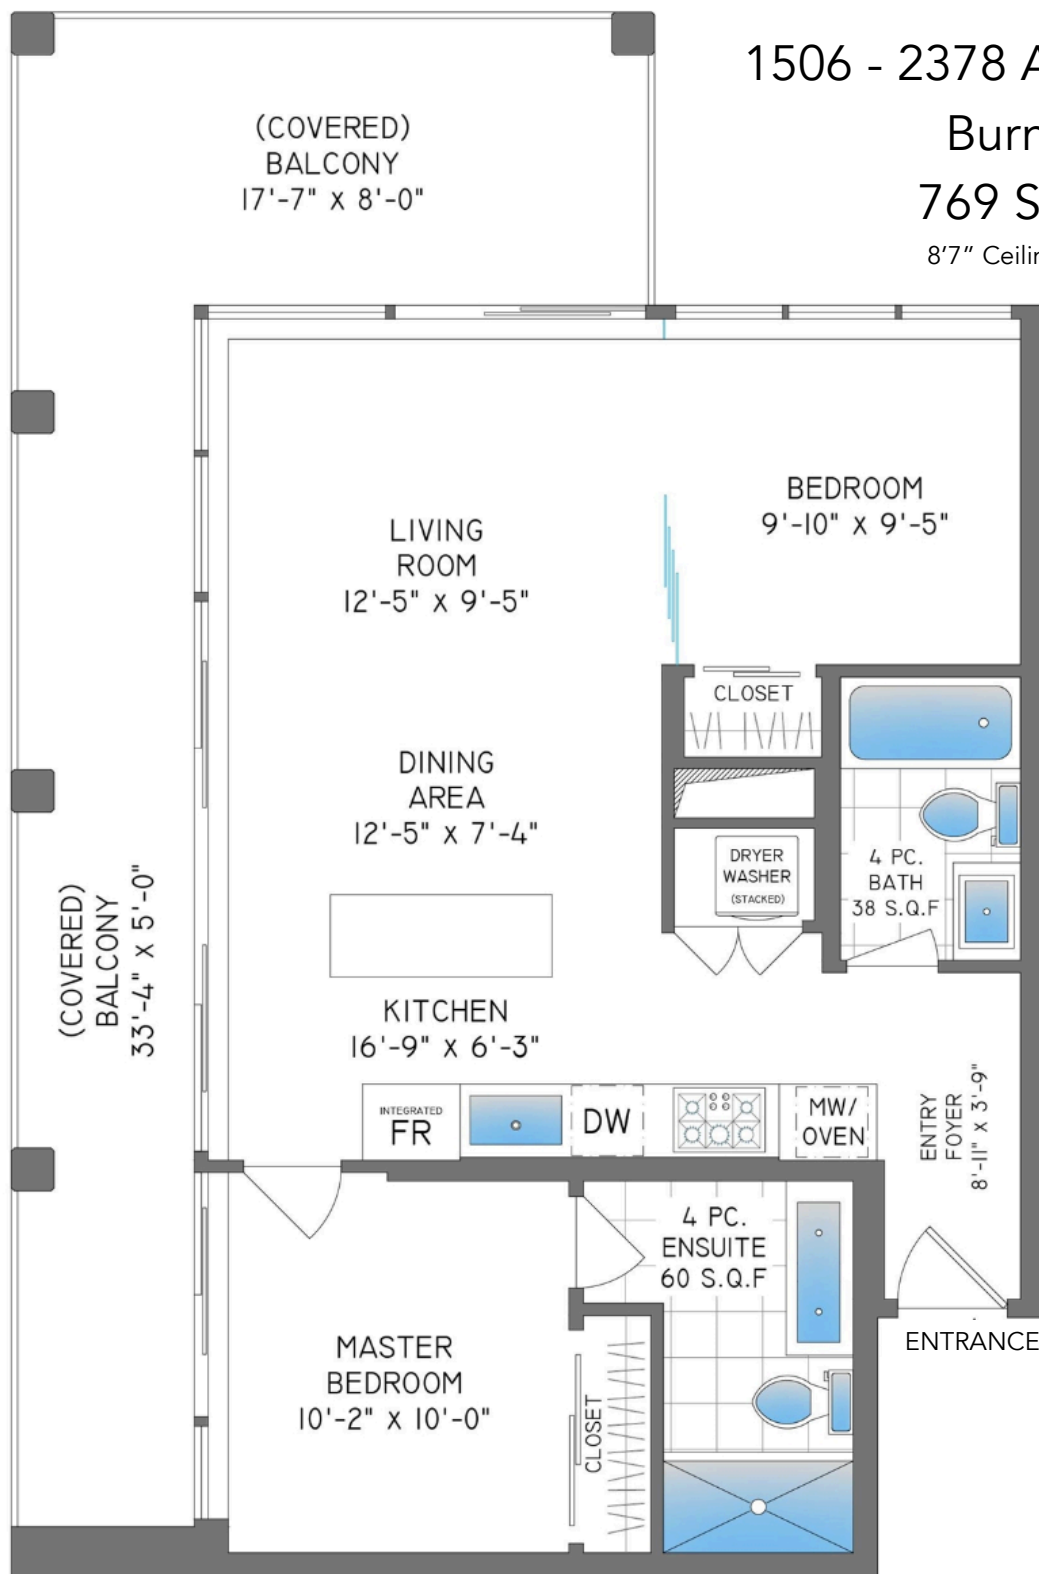 1506 - 2378 A
Burn
769 S
8'7" Ceilin
(COVERED)
BALCONY
17'-7" X 8'-0"
BEDROOM
9'-10" X 9'-5"
LIVING
ROOM
12'-5" X 9'-5"
CLOSET
DINING
AREA
12'-5" X 7'-4"
DRYER
WASHER
(STACKED)
4 PC.
BATH
38 S.Q.F
(COVERED)
BALCONY
33'-4" X 5'-0"
KITCHEN
16'-9" X 6'-3"
INTEGRATED
FR
DW
MW/
OVEN
ENTRY
FOYER
8'-11" X 3'-9"
4 PC.
ENSUITE
60 S.Q.F
ENTRANCE
MASTER
BEDROOM
10'-2" X 10'-0"
CLOSET